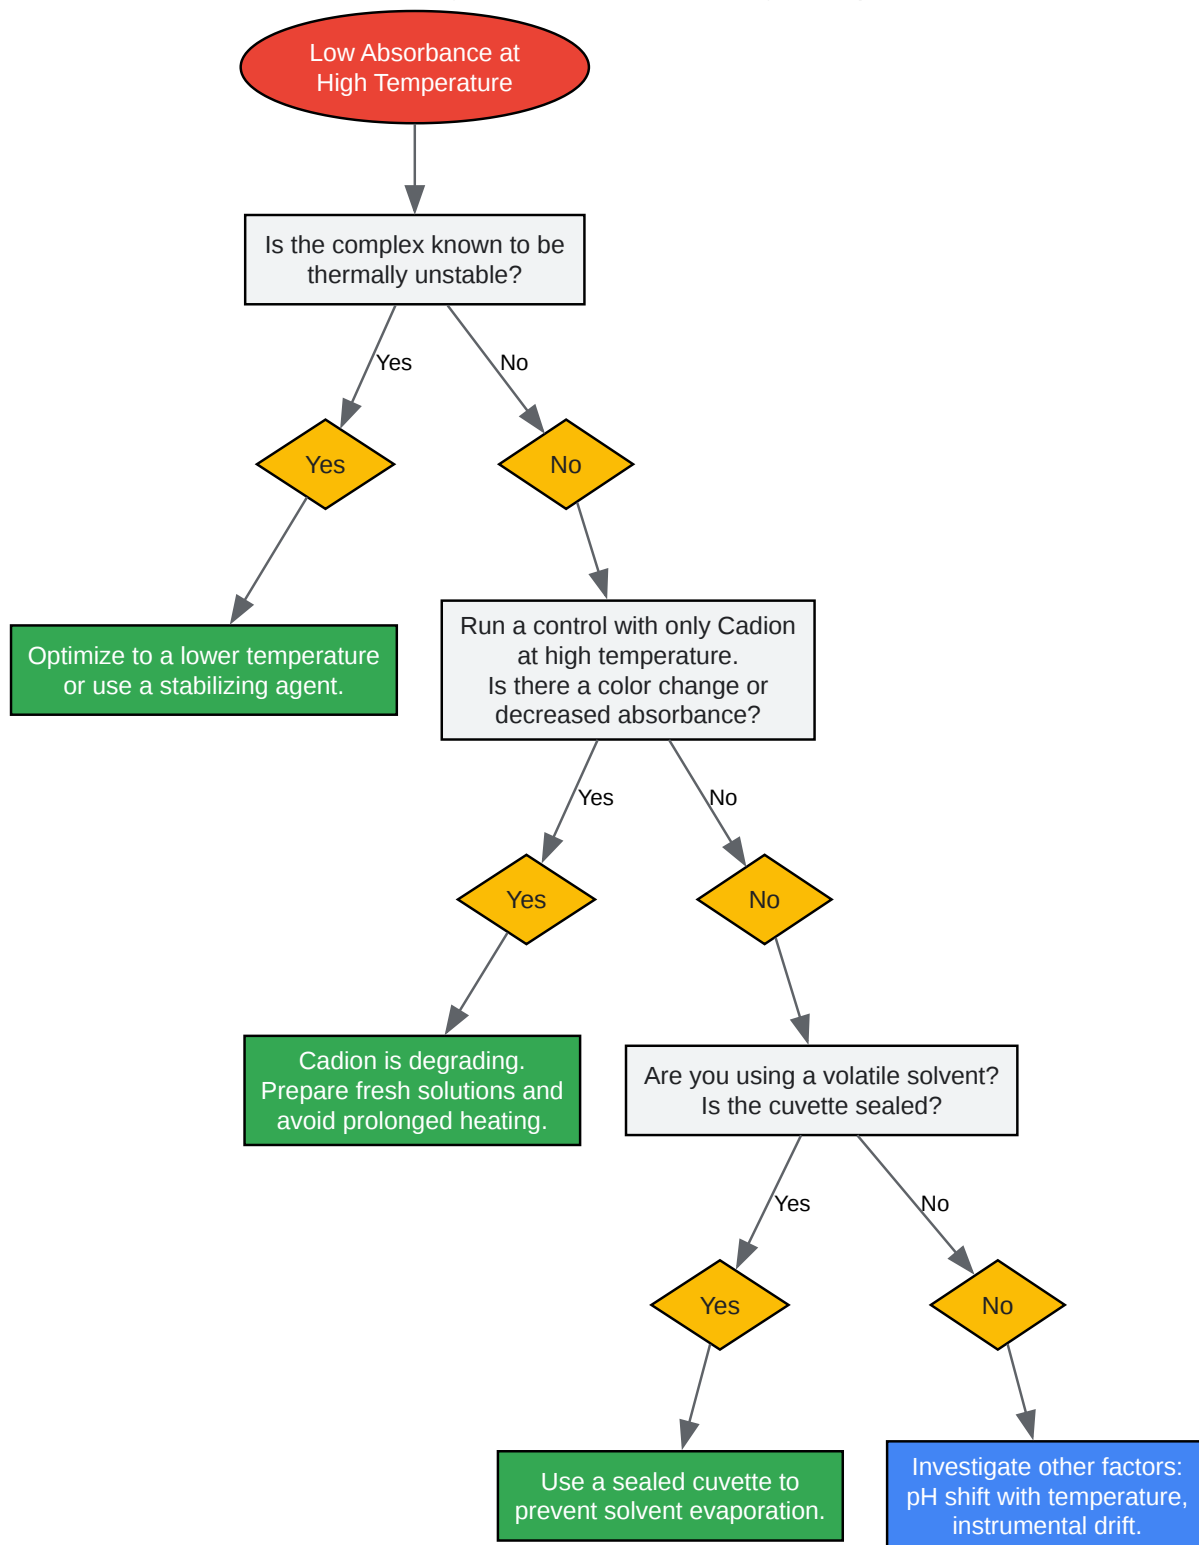 Low Absorbance at
High Temperature
Is the complex known to be
thermally unstable?
Yes
No
Yes
No
Optimize to a lower temperature
or use a stabilizing agent.
Run a control with only Cadion
at high temperature.
Is there a color change or
decreased absorbance?
Yes
No
Yes
No
Cadion is degrading.
Prepare fresh solutions and
avoid prolonged heating.
Are you using a volatile solvent?
Is the cuvette sealed?
Yes
No
Yes
No
Use a sealed cuvette to
prevent solvent evaporation.
Investigate other factors:
pH shift with temperature,
instrumental drift.